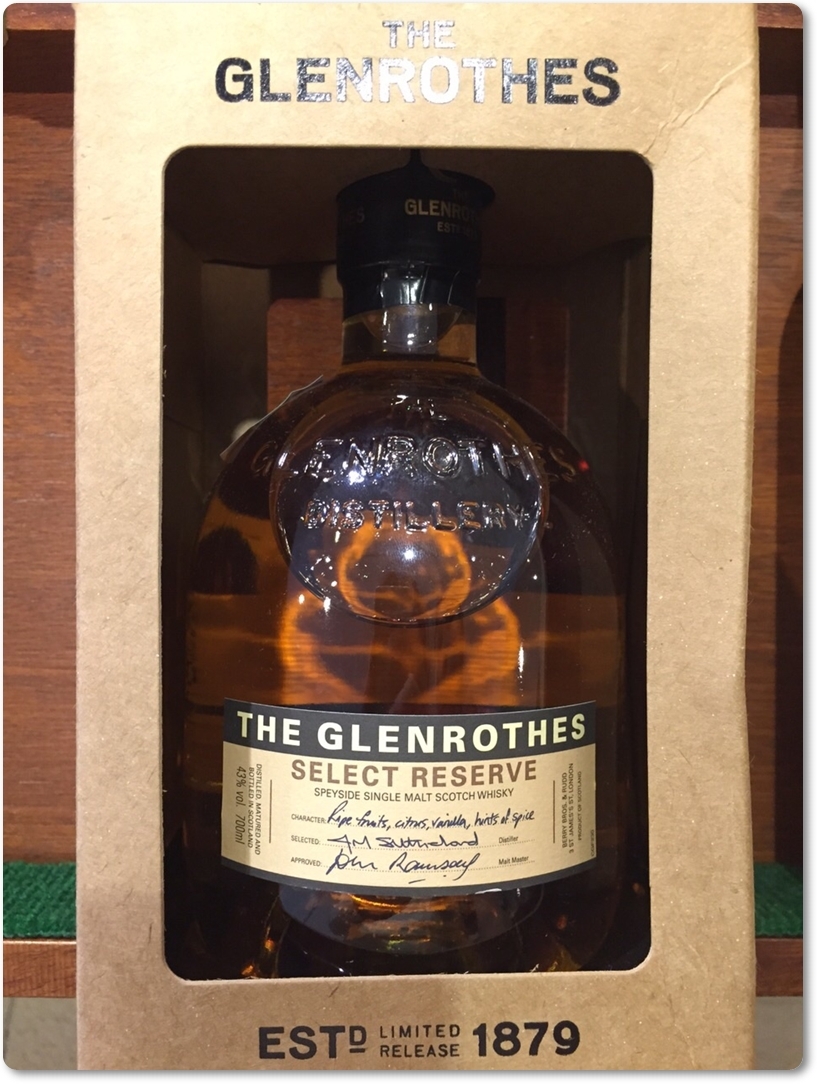 THE
GLENROTHES
THE
GLENROTHES
DISTILLERY
THE GLENROTHES
SELECT RESERVE
SPEYSIDE SINGLE MALT SCOTCH WHISKY
CHARACTER: Ripe fruits, citrus, vanilla, hints of spice
SELECTED: Distiller
APPROVED: Malt Master
DISTILLED, MATURED AND
BOTTLED IN SCOTLAND
43% vol. 700ml
BERRY BROS. & RUDD
3 ST JAMES'S ST, LONDON
PRODUCT OF SCOTLAND
ESTD LIMITED RELEASE 1879